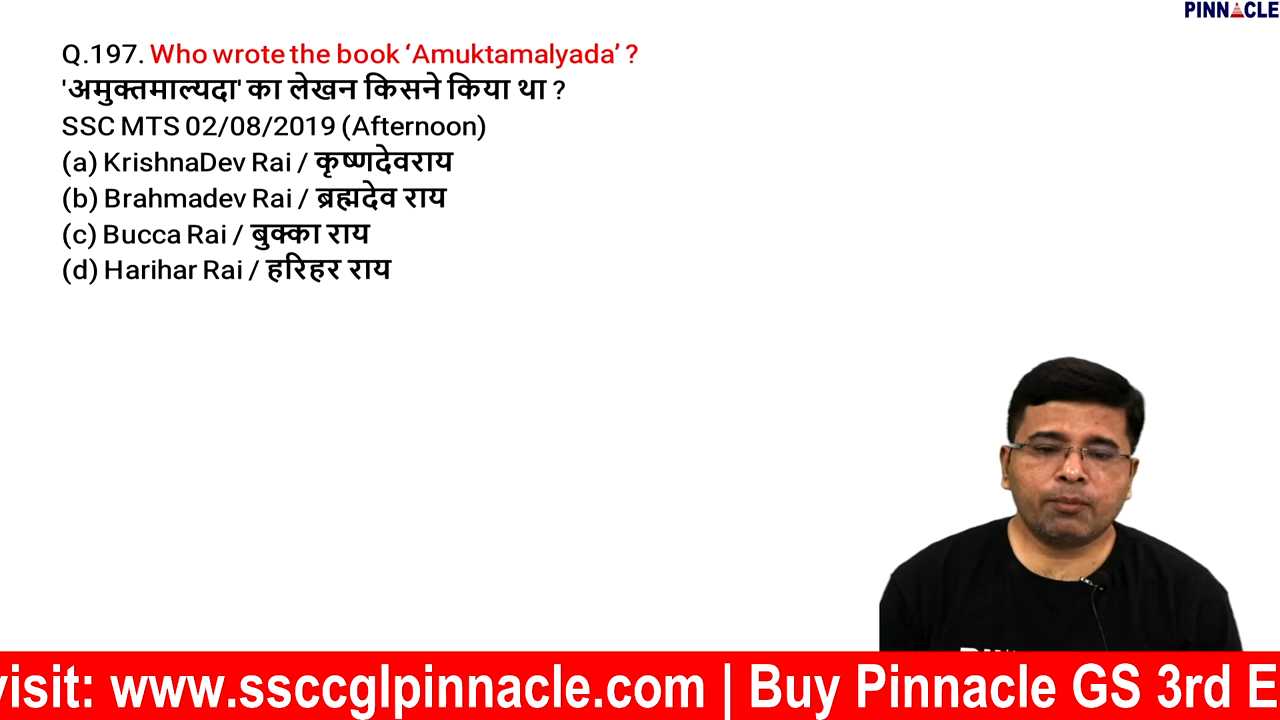 PINNACLE
Q.197. Who wrote the book ‘Amuktamalyada’ ?
'अमुक्तमाल्यदा' का लेखन किसने किया था ?
SSC MTS 02/08/2019 (Afternoon)
(a) KrishnaDev Rai / कृष्णदेवराय
(b) Brahmadev Rai / ब्रह्मदेव राय
(c) Bucca Rai / बुक्का राय
(d) Harihar Rai / हरिहर राय
visit: www.ssccglpinnacle.com | Buy Pinnacle GS 3rd E